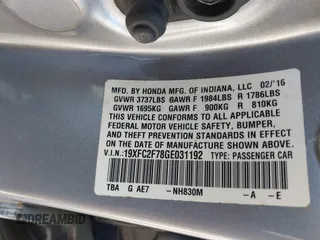 MFD. BY HONDA MFG. OF INDIANA, LLC 02/'16
GVWR 3737LBS GAWR F 1984LBS R 1786LBS
GVWR 1695KG GAWR F 900KG R 810KG
THIS VEHICLE CONFORMS TO ALL APPLICABLE
FEDERAL MOTOR VEHICLE SAFETY, BUMPER,
AND THEFT PREVENTION STANDARDS IN EFFECT
ON THE DATE OF MANUFACTURE SHOWN ABOVE.
V.I.N.: 19XFC2F78GE031192 TYPE: PASSENGER CAR
TBA G AE7 -NH830M -A -E
DREAMBID